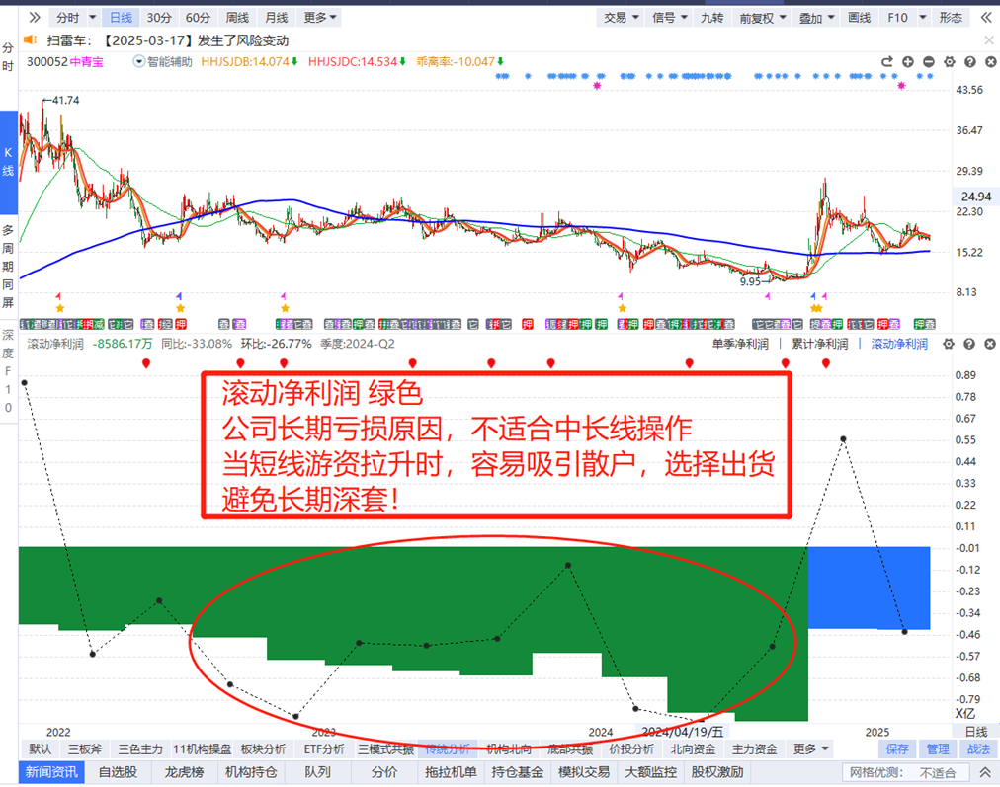 分时 日线 30分 60分 周线 月线 更多 交易 信号 九转 前复权 叠加 画线 F10 形态
扫雷车：【2025-03-17】发生了风险变动
300052中青宝 智能辅助 HHJSJDB:14.074 HHJSJDC:14.534 乖离率:-10.047
分时
K线
多周期同屏
深度F10
43.56
41.74
36.47
29.39
24.94
22.30
15.22
9.95
8.13
滚动净利润 -8586.17万 同比:-33.08% 环比:-26.77% 季度:2024-Q2 单季净利润 累计净利润 滚动净利润
滚动净利润 绿色
公司长期亏损原因，不适合中长线操作
当短线游资拉升时，容易吸引散户，选择出货
避免长期深套！
0.89
0.78
0.67
0.55
0.44
0.33
0.22
0.11
-0.01
-0.12
-0.23
-0.34
-0.46
-0.57
-0.68
-0.79
X亿
2022 2023 2024 2024/04/19/五 2025 日线
默认 三板斧 三色主力 11机构操盘 板块分析 ETF分析 三模式共振 传统分析 机构北向 底部共振 价投分析 北向资金 主力资金 更多 保存 管理 战法
新闻资讯 自选股 龙虎榜 机构持仓 队列 分价 拖拉机单 持仓基金 模拟交易 大额监控 股权激励 网格优测： 不适合